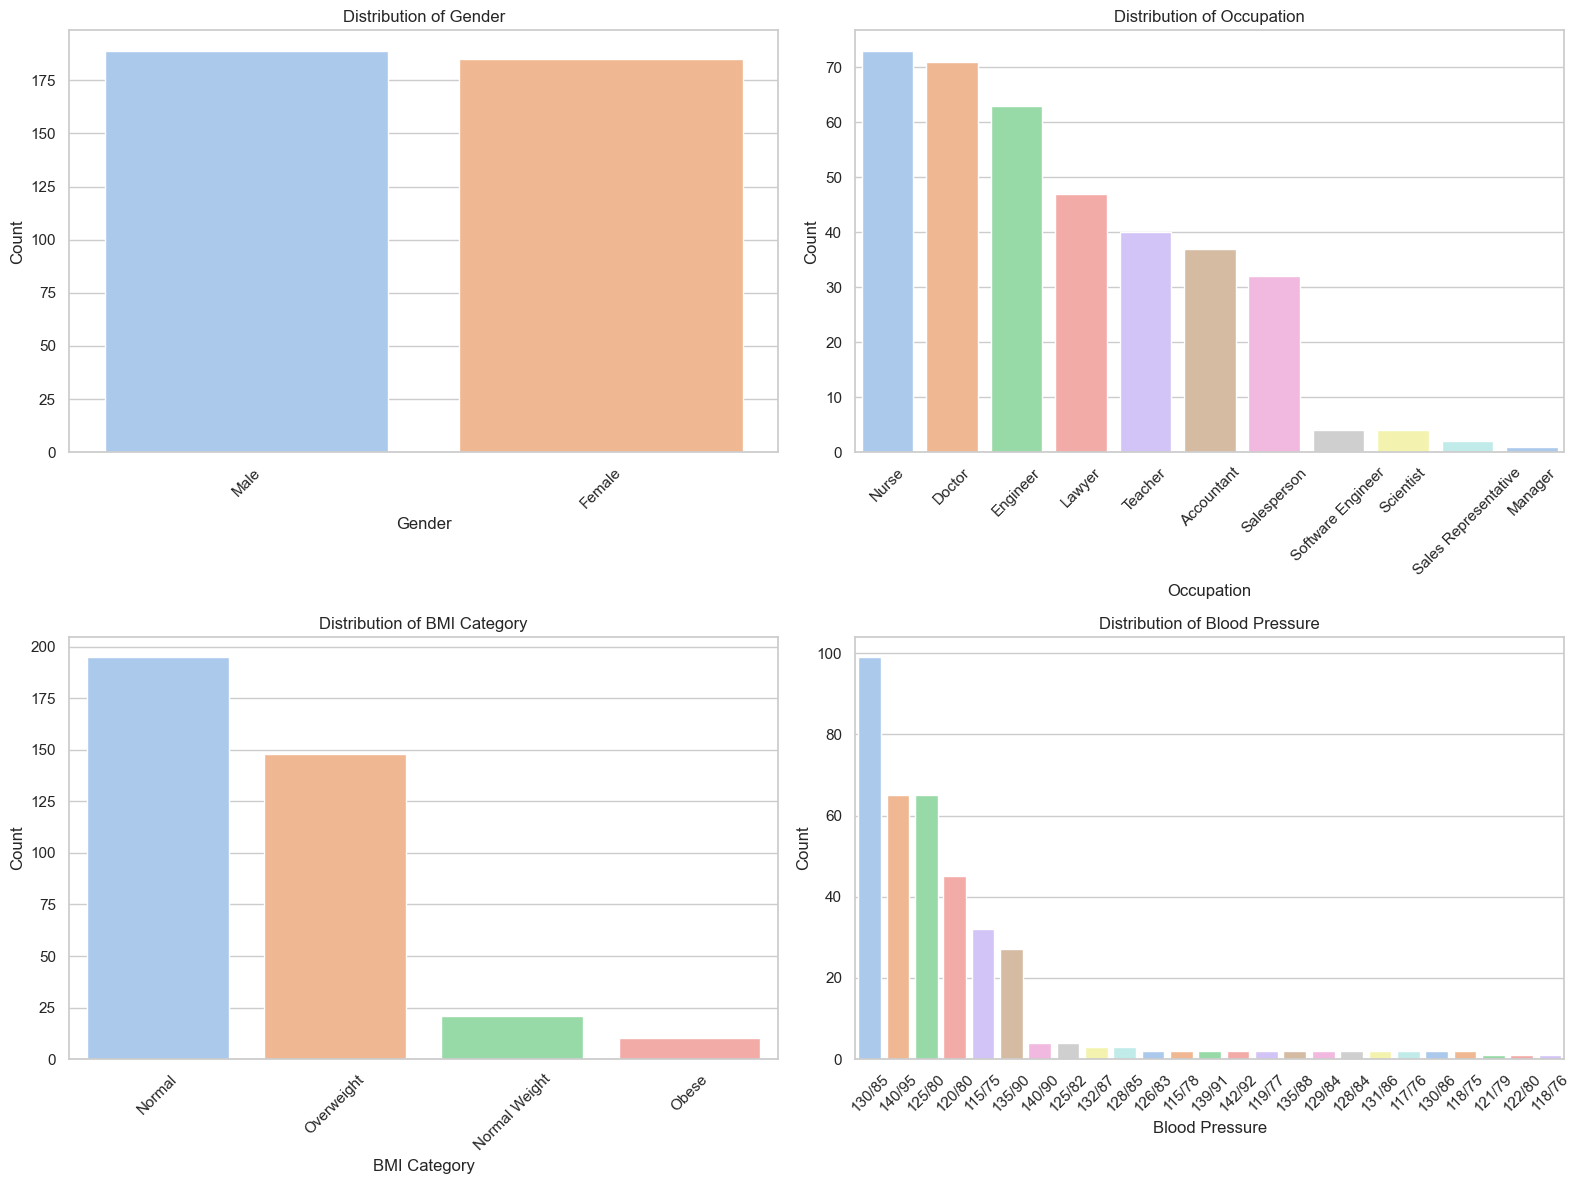 Distribution of Gender
Count
175
150
125
100
75
50
25
0
Male
Female
Gender
Distribution of Occupation
Count
70
60
50
40
30
20
10
0
Nurse
Doctor
Engineer
Lawyer
Teacher
Accountant
Salesperson
Software Engineer
Scientist
Sales Representative
Manager
Occupation
Distribution of BMI Category
Count
200
175
150
125
100
75
50
25
0
Normal
Overweight
Normal Weight
Obese
BMI Category
Distribution of Blood Pressure
Count
100
80
60
40
20
0
130/85
140/95
125/80
120/80
115/75
135/90
140/90
125/82
132/87
128/85
126/83
115/78
139/91
142/92
119/77
135/88
129/84
128/84
131/86
117/76
130/86
118/75
121/79
122/80
118/76
Blood Pressure